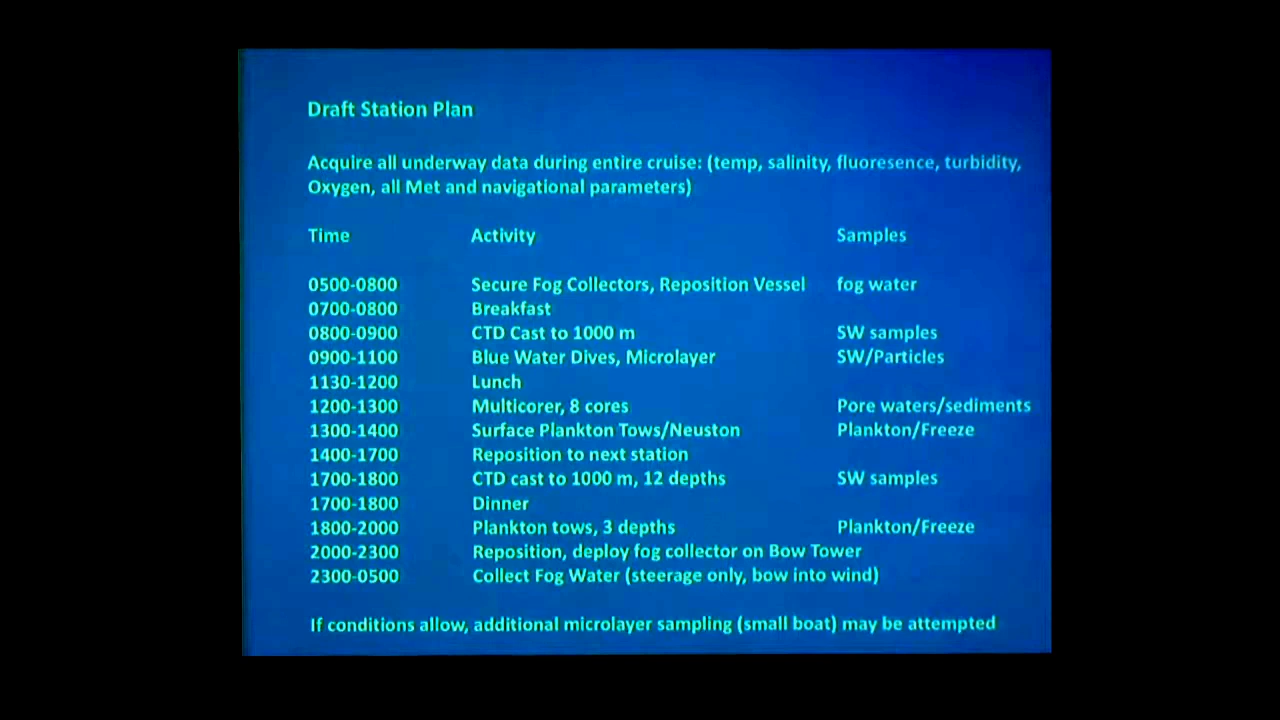 Draft Station Plan
Acquire all underway data during entire cruise: (temp, salinity, fluoresence, turbidity,
Oxygen, all Met and navigational parameters)
Time Activity Samples
0500-0800 Secure Fog Collectors, Reposition Vessel fog water
0700-0800 Breakfast
0800-0900 CTD Cast to 1000 m SW samples
0900-1100 Blue Water Dives, Microlayer SW/Particles
1130-1200 Lunch
1200-1300 Multicorer, 8 cores Pore waters/sediments
1300-1400 Surface Plankton Tows/Neuston Plankton/Freeze
1400-1700 Reposition to next station
1700-1800 CTD cast to 1000 m, 12 depths SW samples
1700-1800 Dinner
1800-2000 Plankton tows, 3 depths Plankton/Freeze
2000-2300 Reposition, deploy fog collector on Bow Tower
2300-0500 Collect Fog Water (steerage only, bow into wind)
If conditions allow, additional microlayer sampling (small boat) may be attempted